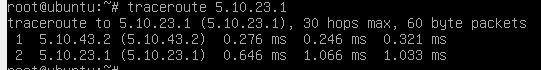 root@ubuntu:~# traceroute 5.10.23.1
traceroute to 5.10.23.1 (5.10.23.1), 30 hops max, 60 byte packets
 1  5.10.43.2 (5.10.43.2)  0.276 ms  0.246 ms  0.321 ms
 2  5.10.23.1 (5.10.23.1)  0.646 ms  1.066 ms  1.033 ms
root@ubuntu:~#